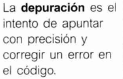 La depuración es el
intento de apuntar
con precisión y
corregir un error en
el código.